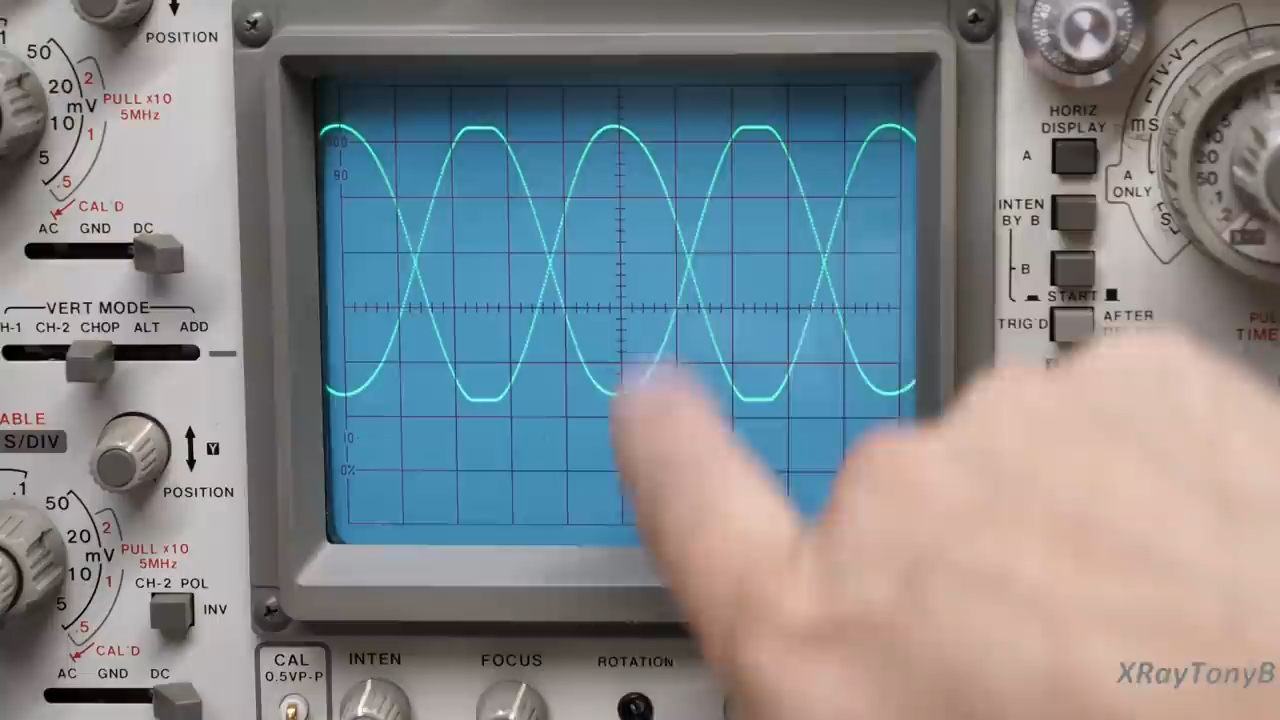 POSITION
50
20
mV
10
5
2
1
.5
PULL x10
5MHz
CAL'D
AC GND DC
VERT MODE
CH-2 CHOP ALT ADD
S/DIV
Y
POSITION
.1
50
20
mV
10
5
2
1
.5
PULL x10
5MHz
CH-2 POL
INV
CAL'D
AC GND DC
100
90
10
0%
CAL
0.5VP-P
INTEN
FOCUS
ROTATION
HORIZ
DISPLAY
A
INTEN
BY B
B
START
TRIG'D
AFTER
TV-V
ms
10
20
50
A
ONLY
S
XRayTonyB